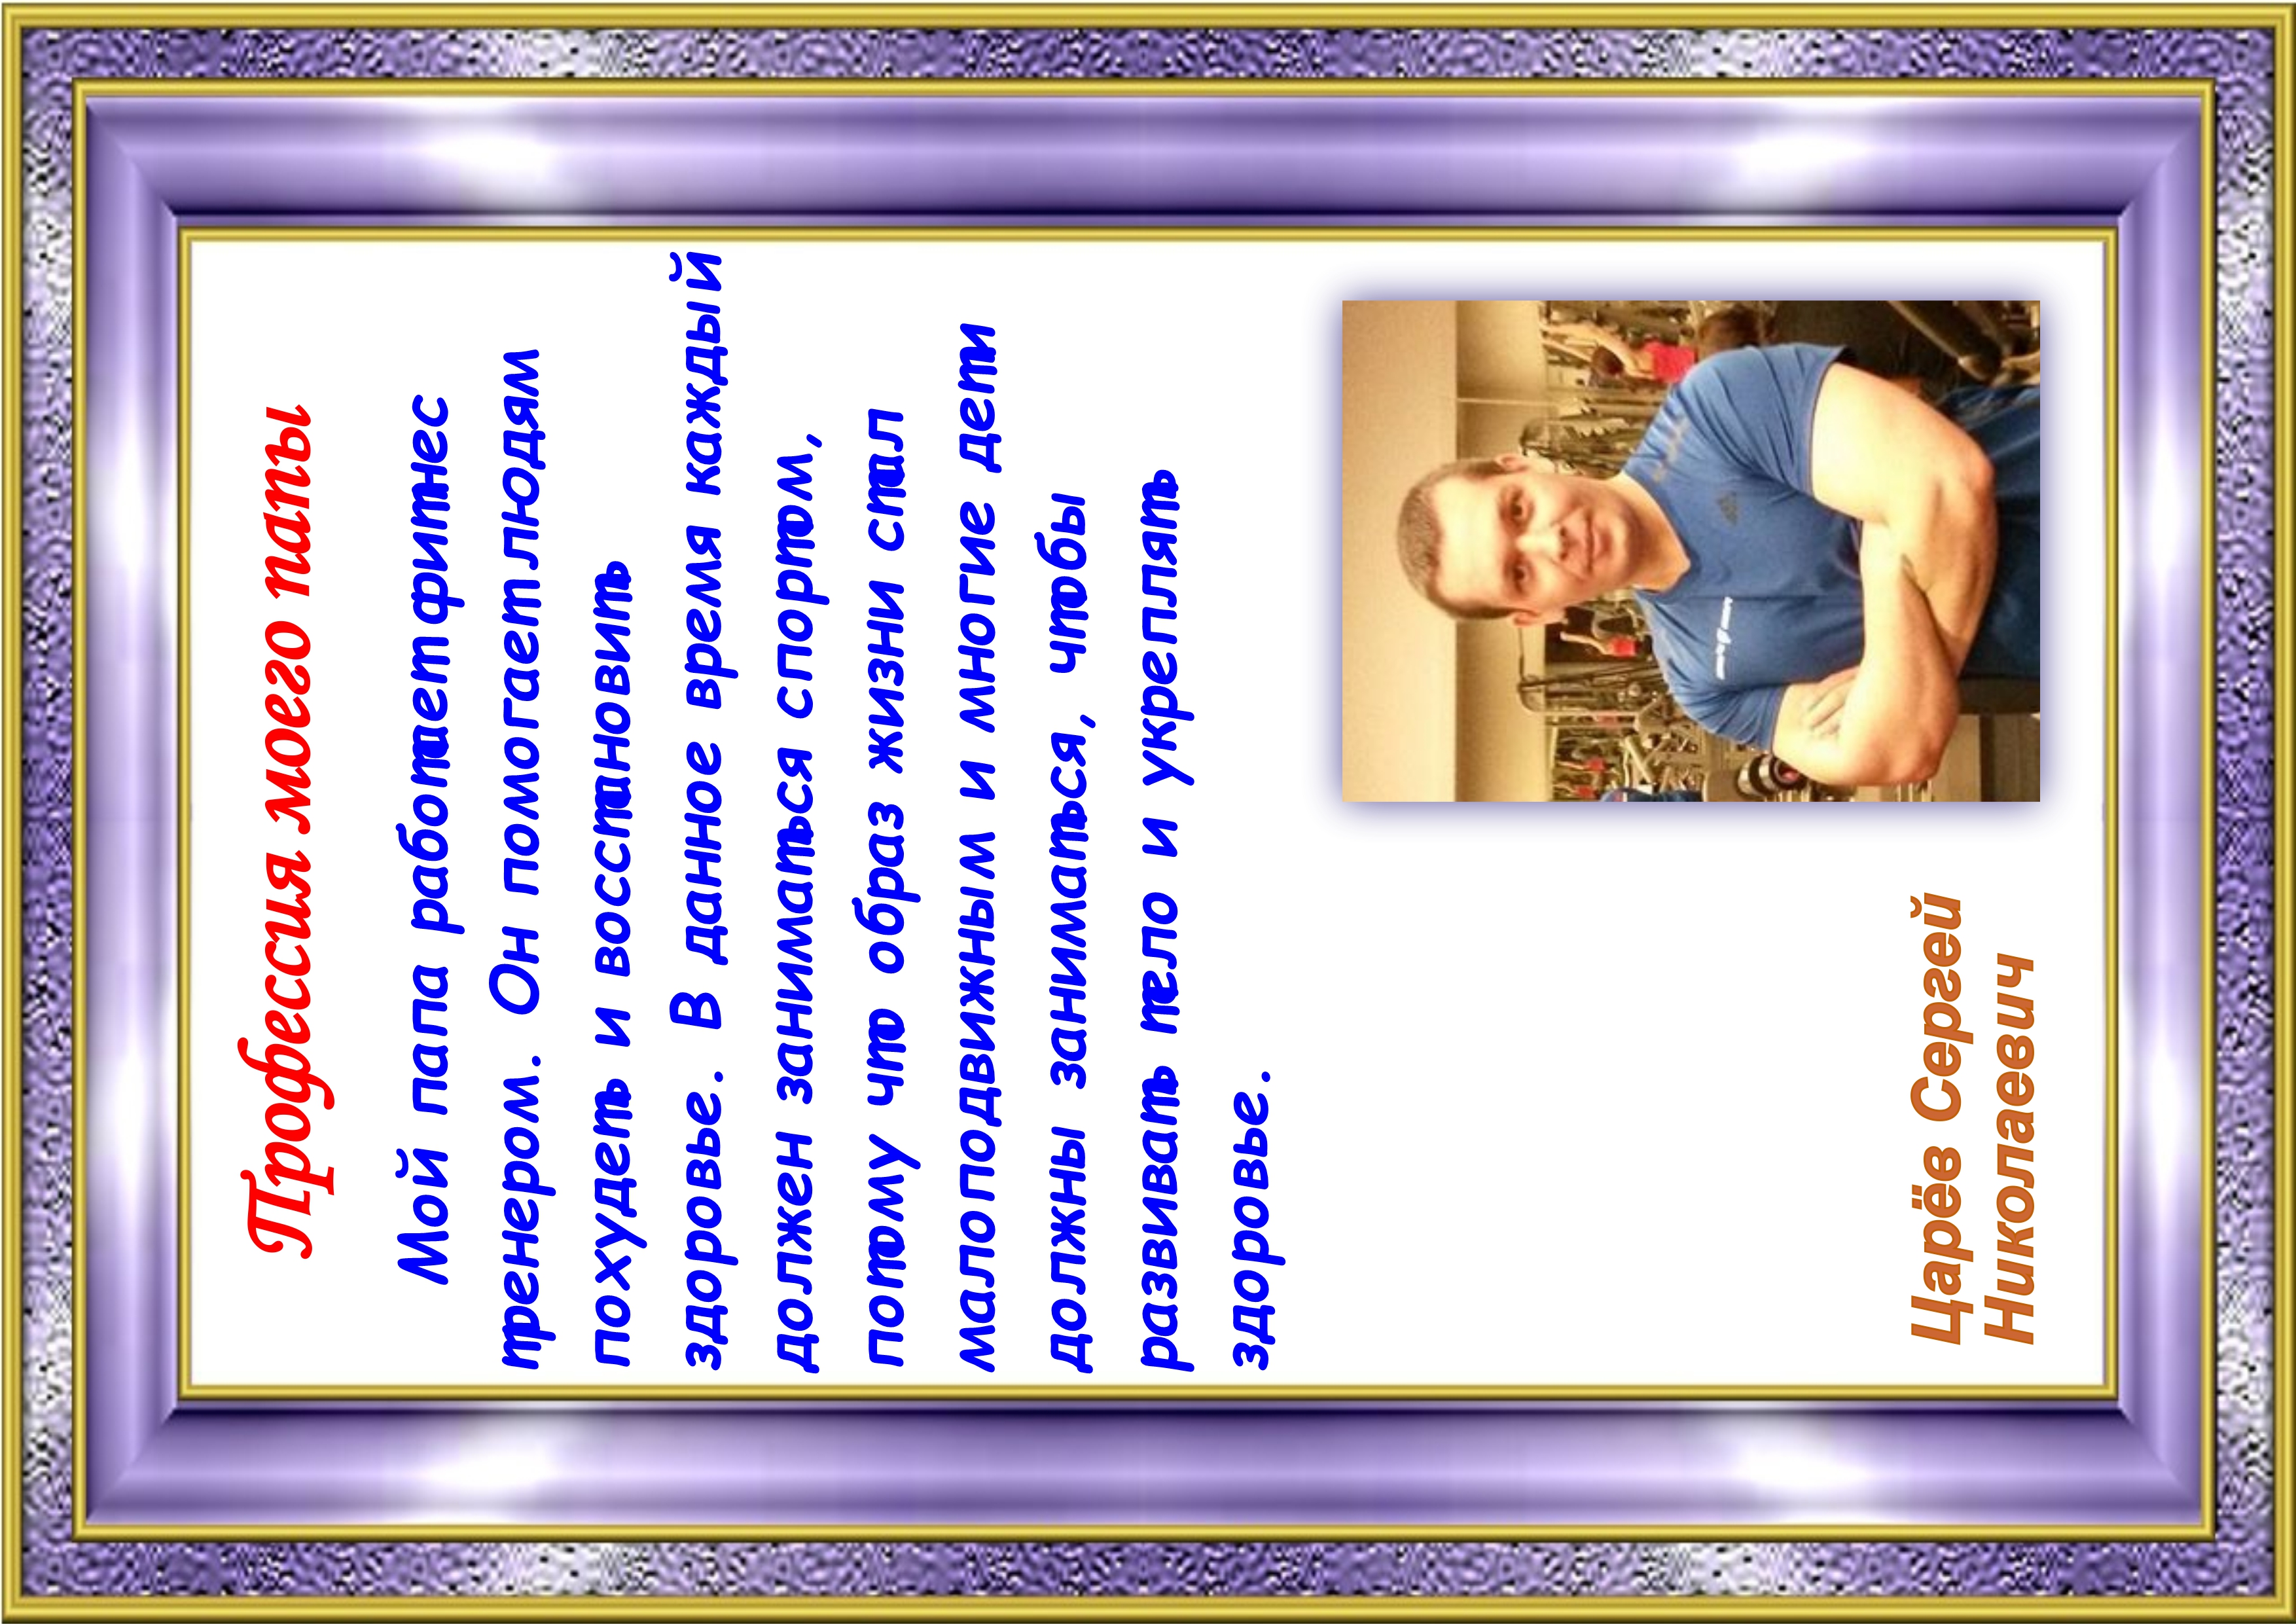 Профессия моего папы
Мой папа работает фитнес
тренером. Он помогает людям
похудеть и восстановить
здоровье. В данное время каждый
должен заниматься спортом,
потому что образ жизни стал
малоподвижным и многие дети
должны заниматься, чтобы
развивать тело и укреплять
здоровье.
Царёв Сергей
Николаевич